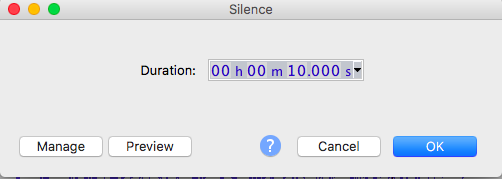 Silence
Duration: 00 h 00 m 10.000 s
Manage Preview ? Cancel OK